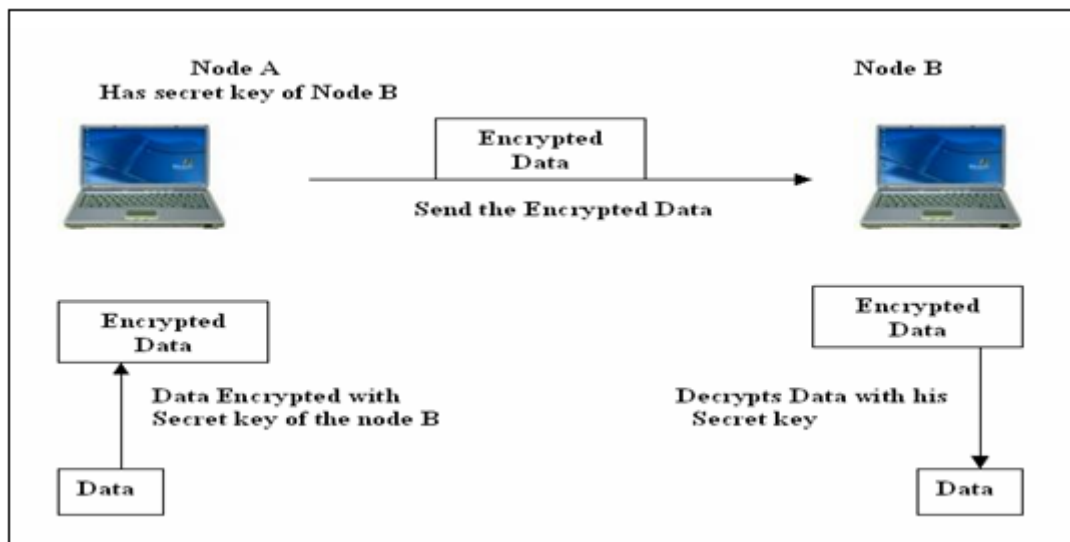 Node A
Has secret key of Node B
Node B
Encrypted
Data
Send the Encrypted Data
Encrypted
Data
Data Encrypted with
Secret key of the node B
Data
Encrypted
Data
Decrypts Data with his
Secret key
Data